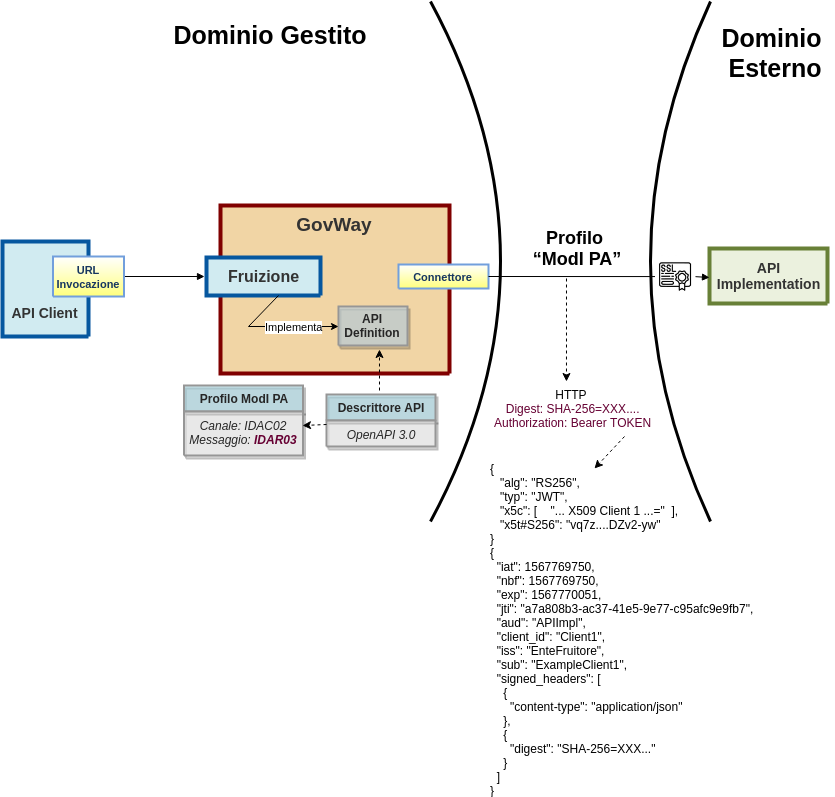 Dominio Gestito
Dominio
Esterno
GovWay
Profilo
“ModI PA”
SSL
URL
Invocazione
API Client
Fruizione
Connettore
API
Implementation
Implementa
API
Definition
Profilo ModI PA
Canale: IDAC02
Messaggio: IDAR03
Descrittore API
OpenAPI 3.0
HTTP
Digest: SHA-256=XXX....
Authorization: Bearer TOKEN
{
"alg": "RS256",
"typ": "JWT",
"x5c": [    "... X509 Client 1 ...="  ],
"x5t#S256": "vq7z....DZv2-yw"
}
{
"iat": 1567769750,
"nbf": 1567769750,
"exp": 1567770051,
"jti": "a7a808b3-ac37-41e5-9e77-c95afc9e9fb7",
"aud": "APIImpl",
"client_id": "Client1",
"iss": "EnteFruitore",
"sub": "ExampleClient1",
"signed_headers": [
{
"content-type": "application/json"
},
{
"digest": "SHA-256=XXX..."
}
]
}